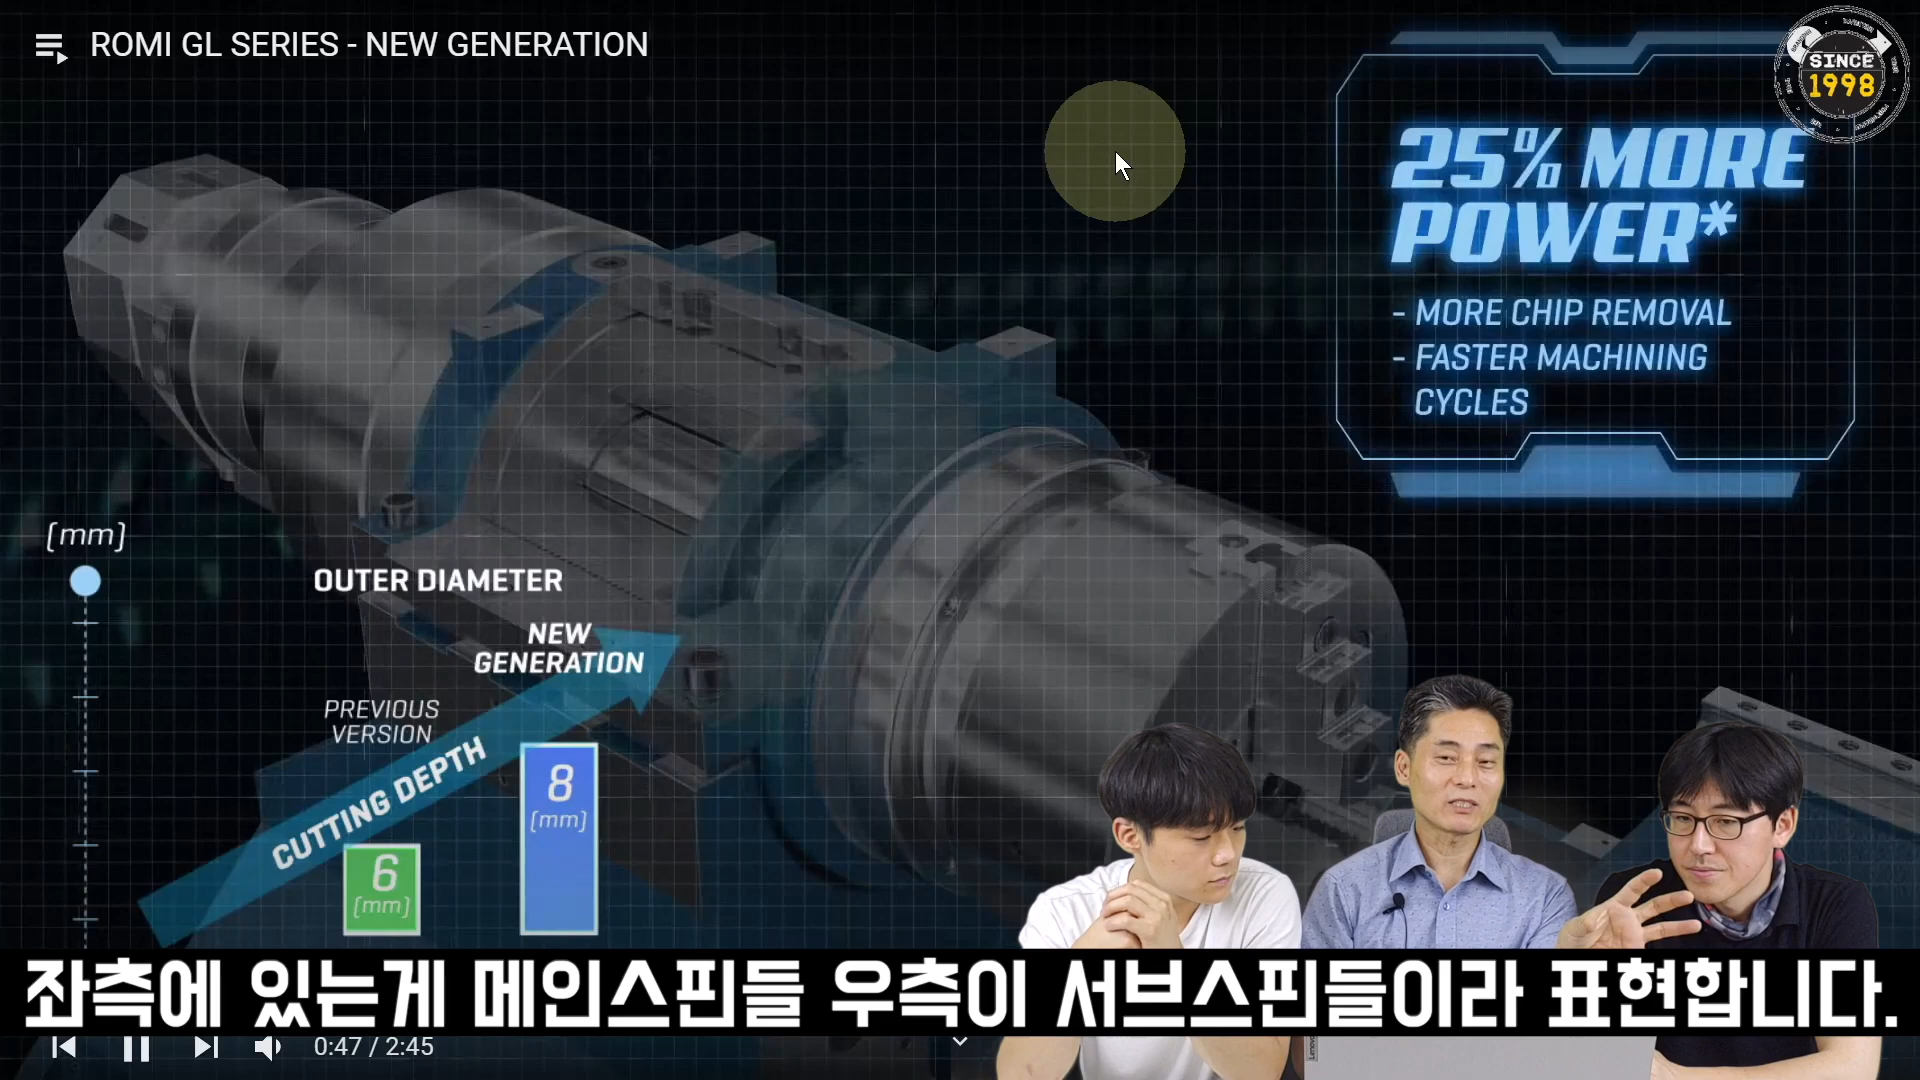 ROMI GL SERIES - NEW GENERATION
SINCE
1998
25% MORE
POWER*
- MORE CHIP REMOVAL
- FASTER MACHINING
CYCLES
[mm]
OUTER DIAMETER
NEW
GENERATION
PREVIOUS
VERSION
CUTTING DEPTH
8
[mm]
6
[mm]
좌측에 있는게 메인스핀들 우측이 서브스핀들이라 표현합니다.
0:47 / 2:45
Lenovo